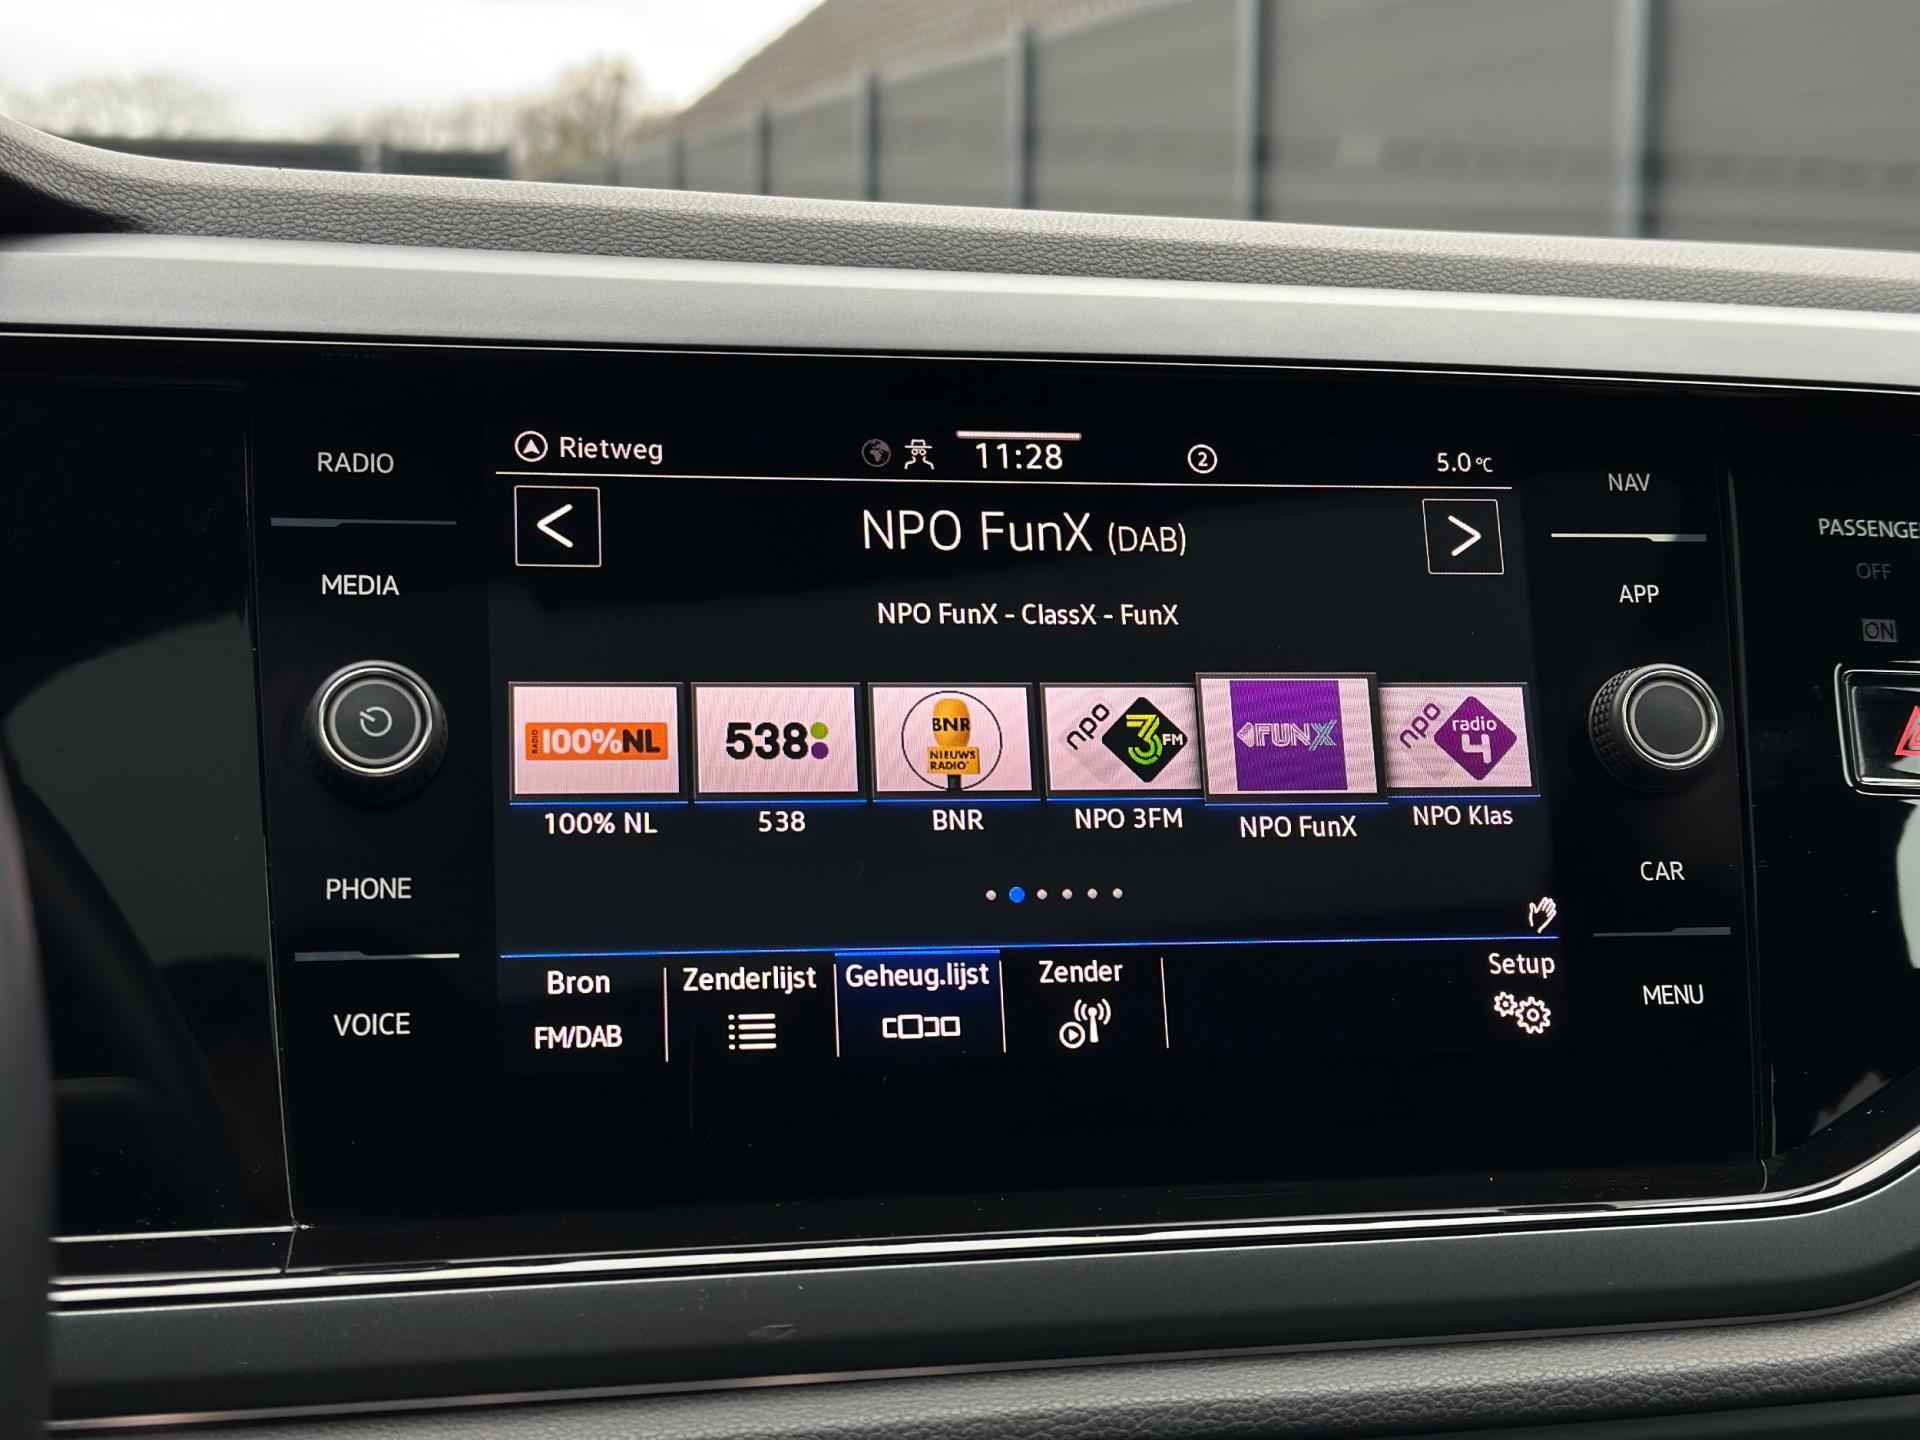 RADIO
MEDIA
PHONE
VOICE
Rietweg
11:28
2
5.0 °C
NPO FunX (DAB)
NPO FunX - ClassX - FunX
RADIO 100%NL
538
BNR
NIEUWS
RADIO
npo 3FM
FUNX
npo radio 4
100% NL
538
BNR
NPO 3FM
NPO FunX
NPO Klas
Bron
FM/DAB
Zenderlijst
Geheug.lijst
Zender
Setup
NAV
APP
CAR
MENU
PASSENGE
OFF
ON